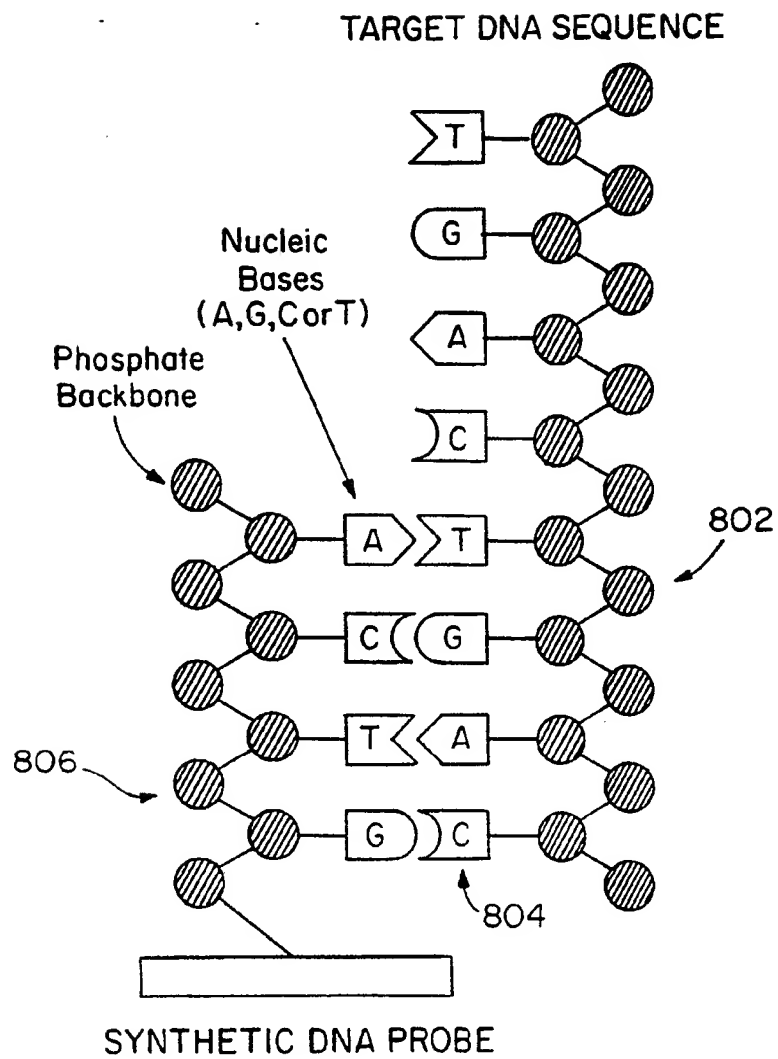 TARGET DNA SEQUENCE
T
G
Nucleic
Bases
(A,G,CorT)
A
Phosphate
Backbone
C
A T
802
C G
T A
806
G C
804
SYNTHETIC DNA PROBE